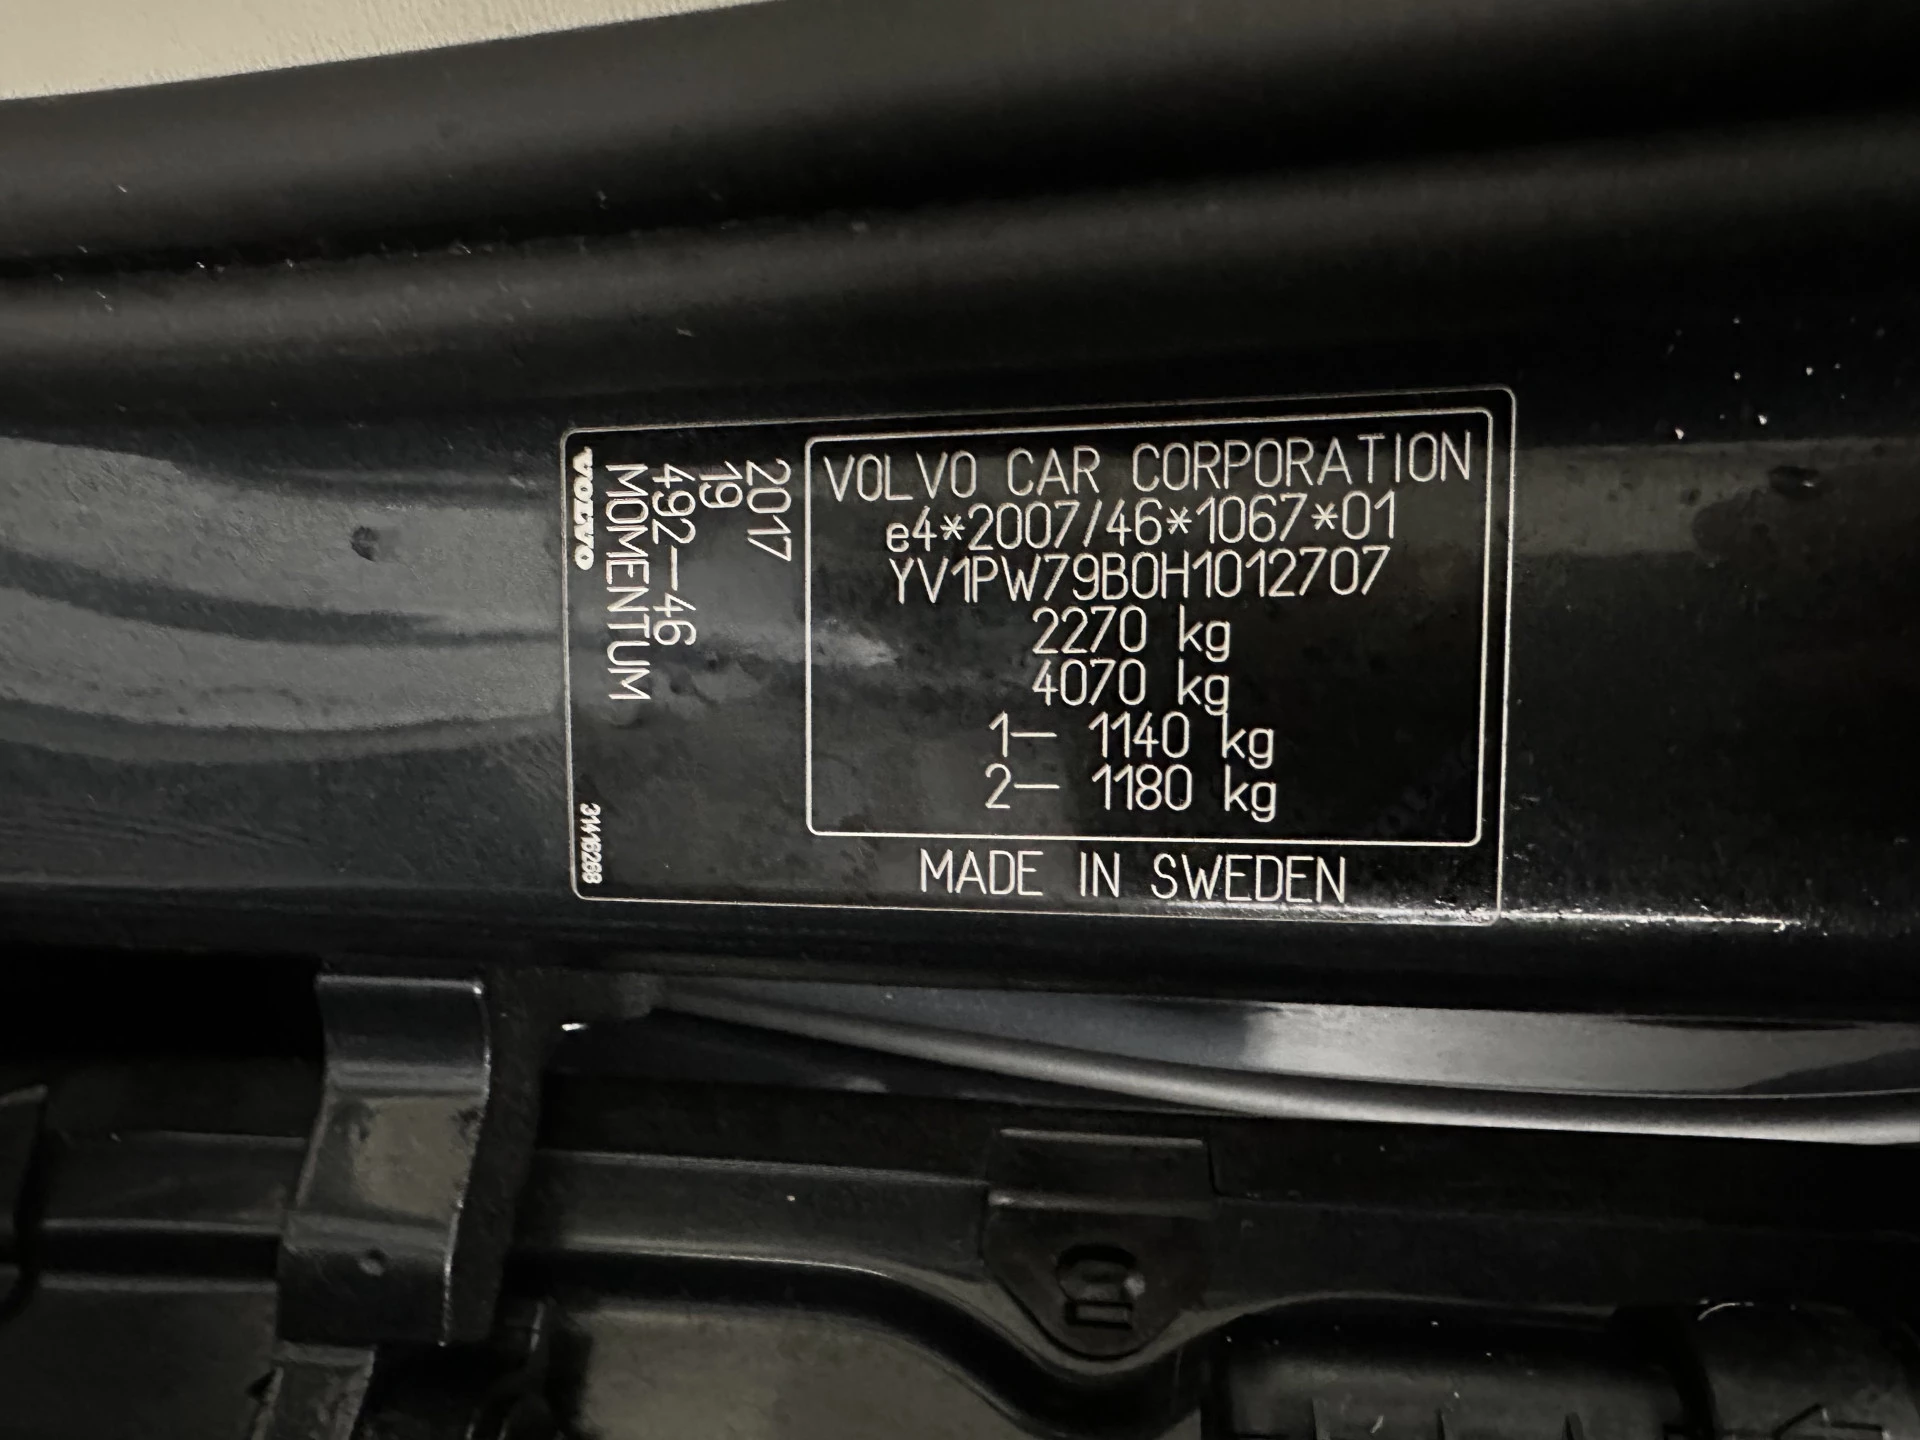 VOLVO CAR CORPORATION
e4*2007/46*1067*01
YV1PW79B0H1012707
2270 kg
4070 kg
1– 1140 kg
2– 1180 kg
MADE IN SWEDEN
2017
19
492–46
MOMENTUM
VOLVO
31416268